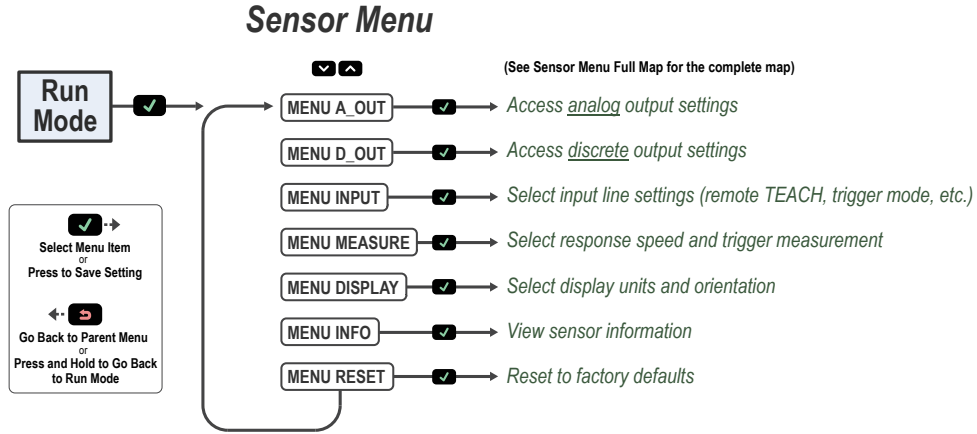 Sensor Menu
(See Sensor Menu Full Map for the complete map)
Run
Mode
MENU A_OUT
Access analog output settings
MENU D_OUT
Access discrete output settings
MENU INPUT
Select input line settings (remote TEACH, trigger mode, etc.)
MENU MEASURE
Select response speed and trigger measurement
MENU DISPLAY
Select display units and orientation
MENU INFO
View sensor information
MENU RESET
Reset to factory defaults
Select Menu Item
or
Press to Save Setting
Go Back to Parent Menu
or
Press and Hold to Go Back
to Run Mode